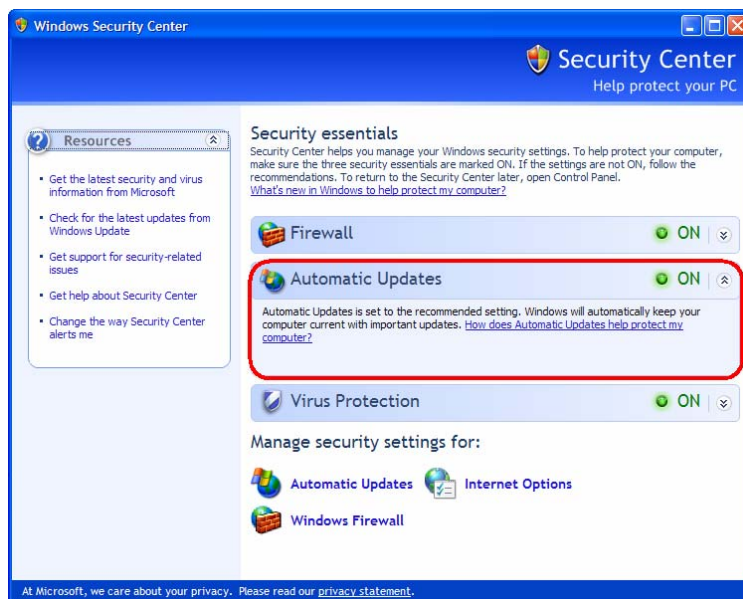 Windows Security Center
Security Center
Help protect your PC
Resources
Get the latest security and virus
information from Microsoft
Check for the latest updates from
Windows Update
Get support for security-related
issues
Get help about Security Center
Change the way Security Center
alerts me
Security essentials
Security Center helps you manage your Windows security settings. To help protect your computer,
make sure the three security essentials are marked ON. If the settings are not ON, follow the
recommendations. To return to the Security Center later, open Control Panel.
What's new in Windows to help protect my computer?
Firewall ON
Automatic Updates ON
Automatic Updates is set to the recommended setting. Windows will automatically keep your
computer current with important updates. How does Automatic Updates help protect my
computer?
Virus Protection ON
Manage security settings for:
Automatic Updates Internet Options
Windows Firewall
At Microsoft, we care about your privacy. Please read our privacy statement.